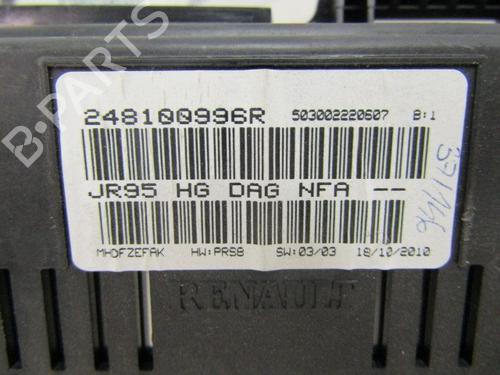 248100996R 503002220607 B:1
JR95 HG DAG NFA --
MHDFZEFAK HW:PRS8 SW:03/03 18/10/2010
RENAULT
B-PARTS